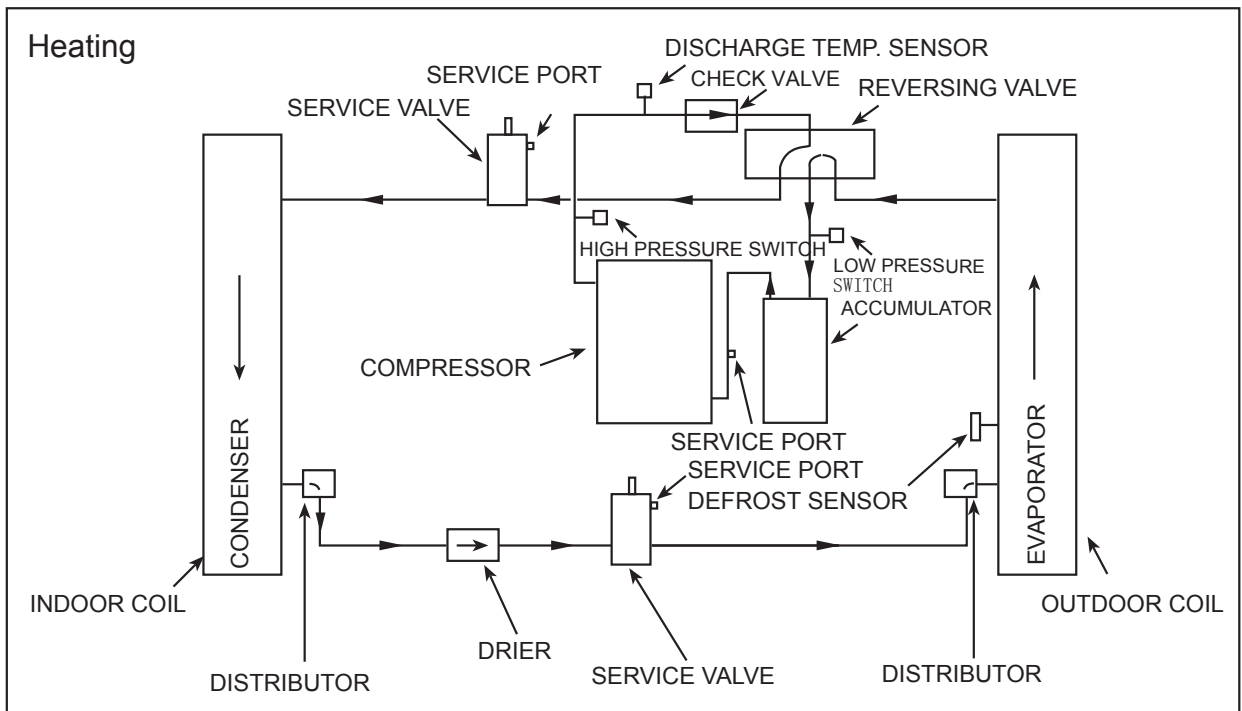 Heating
DISCHARGE TEMP. SENSOR
SERVICE PORT
CHECK VALVE
REVERSING VALVE
SERVICE VALVE
HIGH PRESSURE SWITCH
LOW PRESSURE
SWITCH
ACCUMULATOR
COMPRESSOR
SERVICE PORT
SERVICE PORT
DEFROST SENSOR
CONDENSER
EVAPORATOR
INDOOR COIL
OUTDOOR COIL
DRIER
SERVICE VALVE
DISTRIBUTOR
DISTRIBUTOR